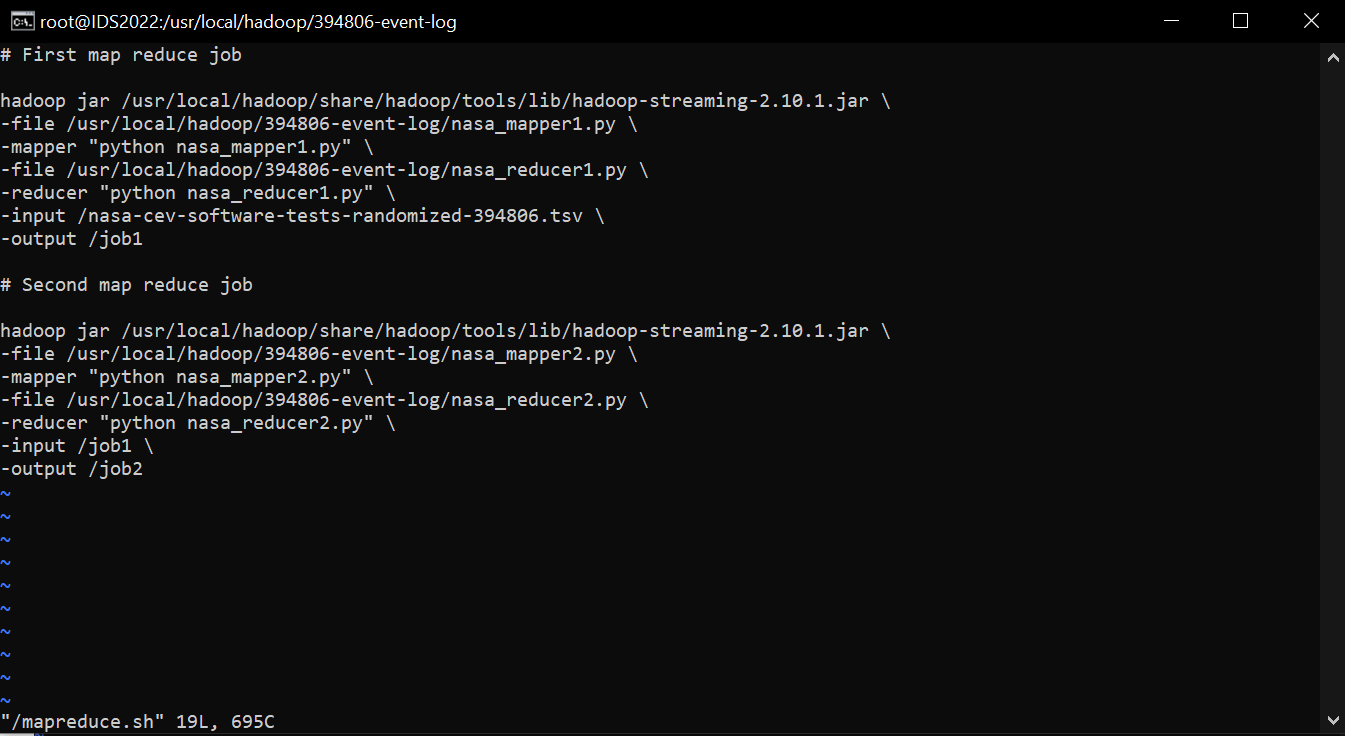 root@IDS2022:/usr/local/hadoop/394806-event-log
# First map reduce job
hadoop jar /usr/local/hadoop/share/hadoop/tools/lib/hadoop-streaming-2.10.1.jar \
-file /usr/local/hadoop/394806-event-log/nasa_mapper1.py \
-mapper "python nasa_mapper1.py" \
-file /usr/local/hadoop/394806-event-log/nasa_reducer1.py \
-reducer "python nasa_reducer1.py" \
-input /nasa-cev-software-tests-randomized-394806.tsv \
-output /job1
# Second map reduce job
hadoop jar /usr/local/hadoop/share/hadoop/tools/lib/hadoop-streaming-2.10.1.jar \
-file /usr/local/hadoop/394806-event-log/nasa_mapper2.py \
-mapper "python nasa_mapper2.py" \
-file /usr/local/hadoop/394806-event-log/nasa_reducer2.py \
-reducer "python nasa_reducer2.py" \
-input /job1 \
-output /job2
~
~
~
~
~
~
~
~
~
~
"/mapreduce.sh" 19L, 695C